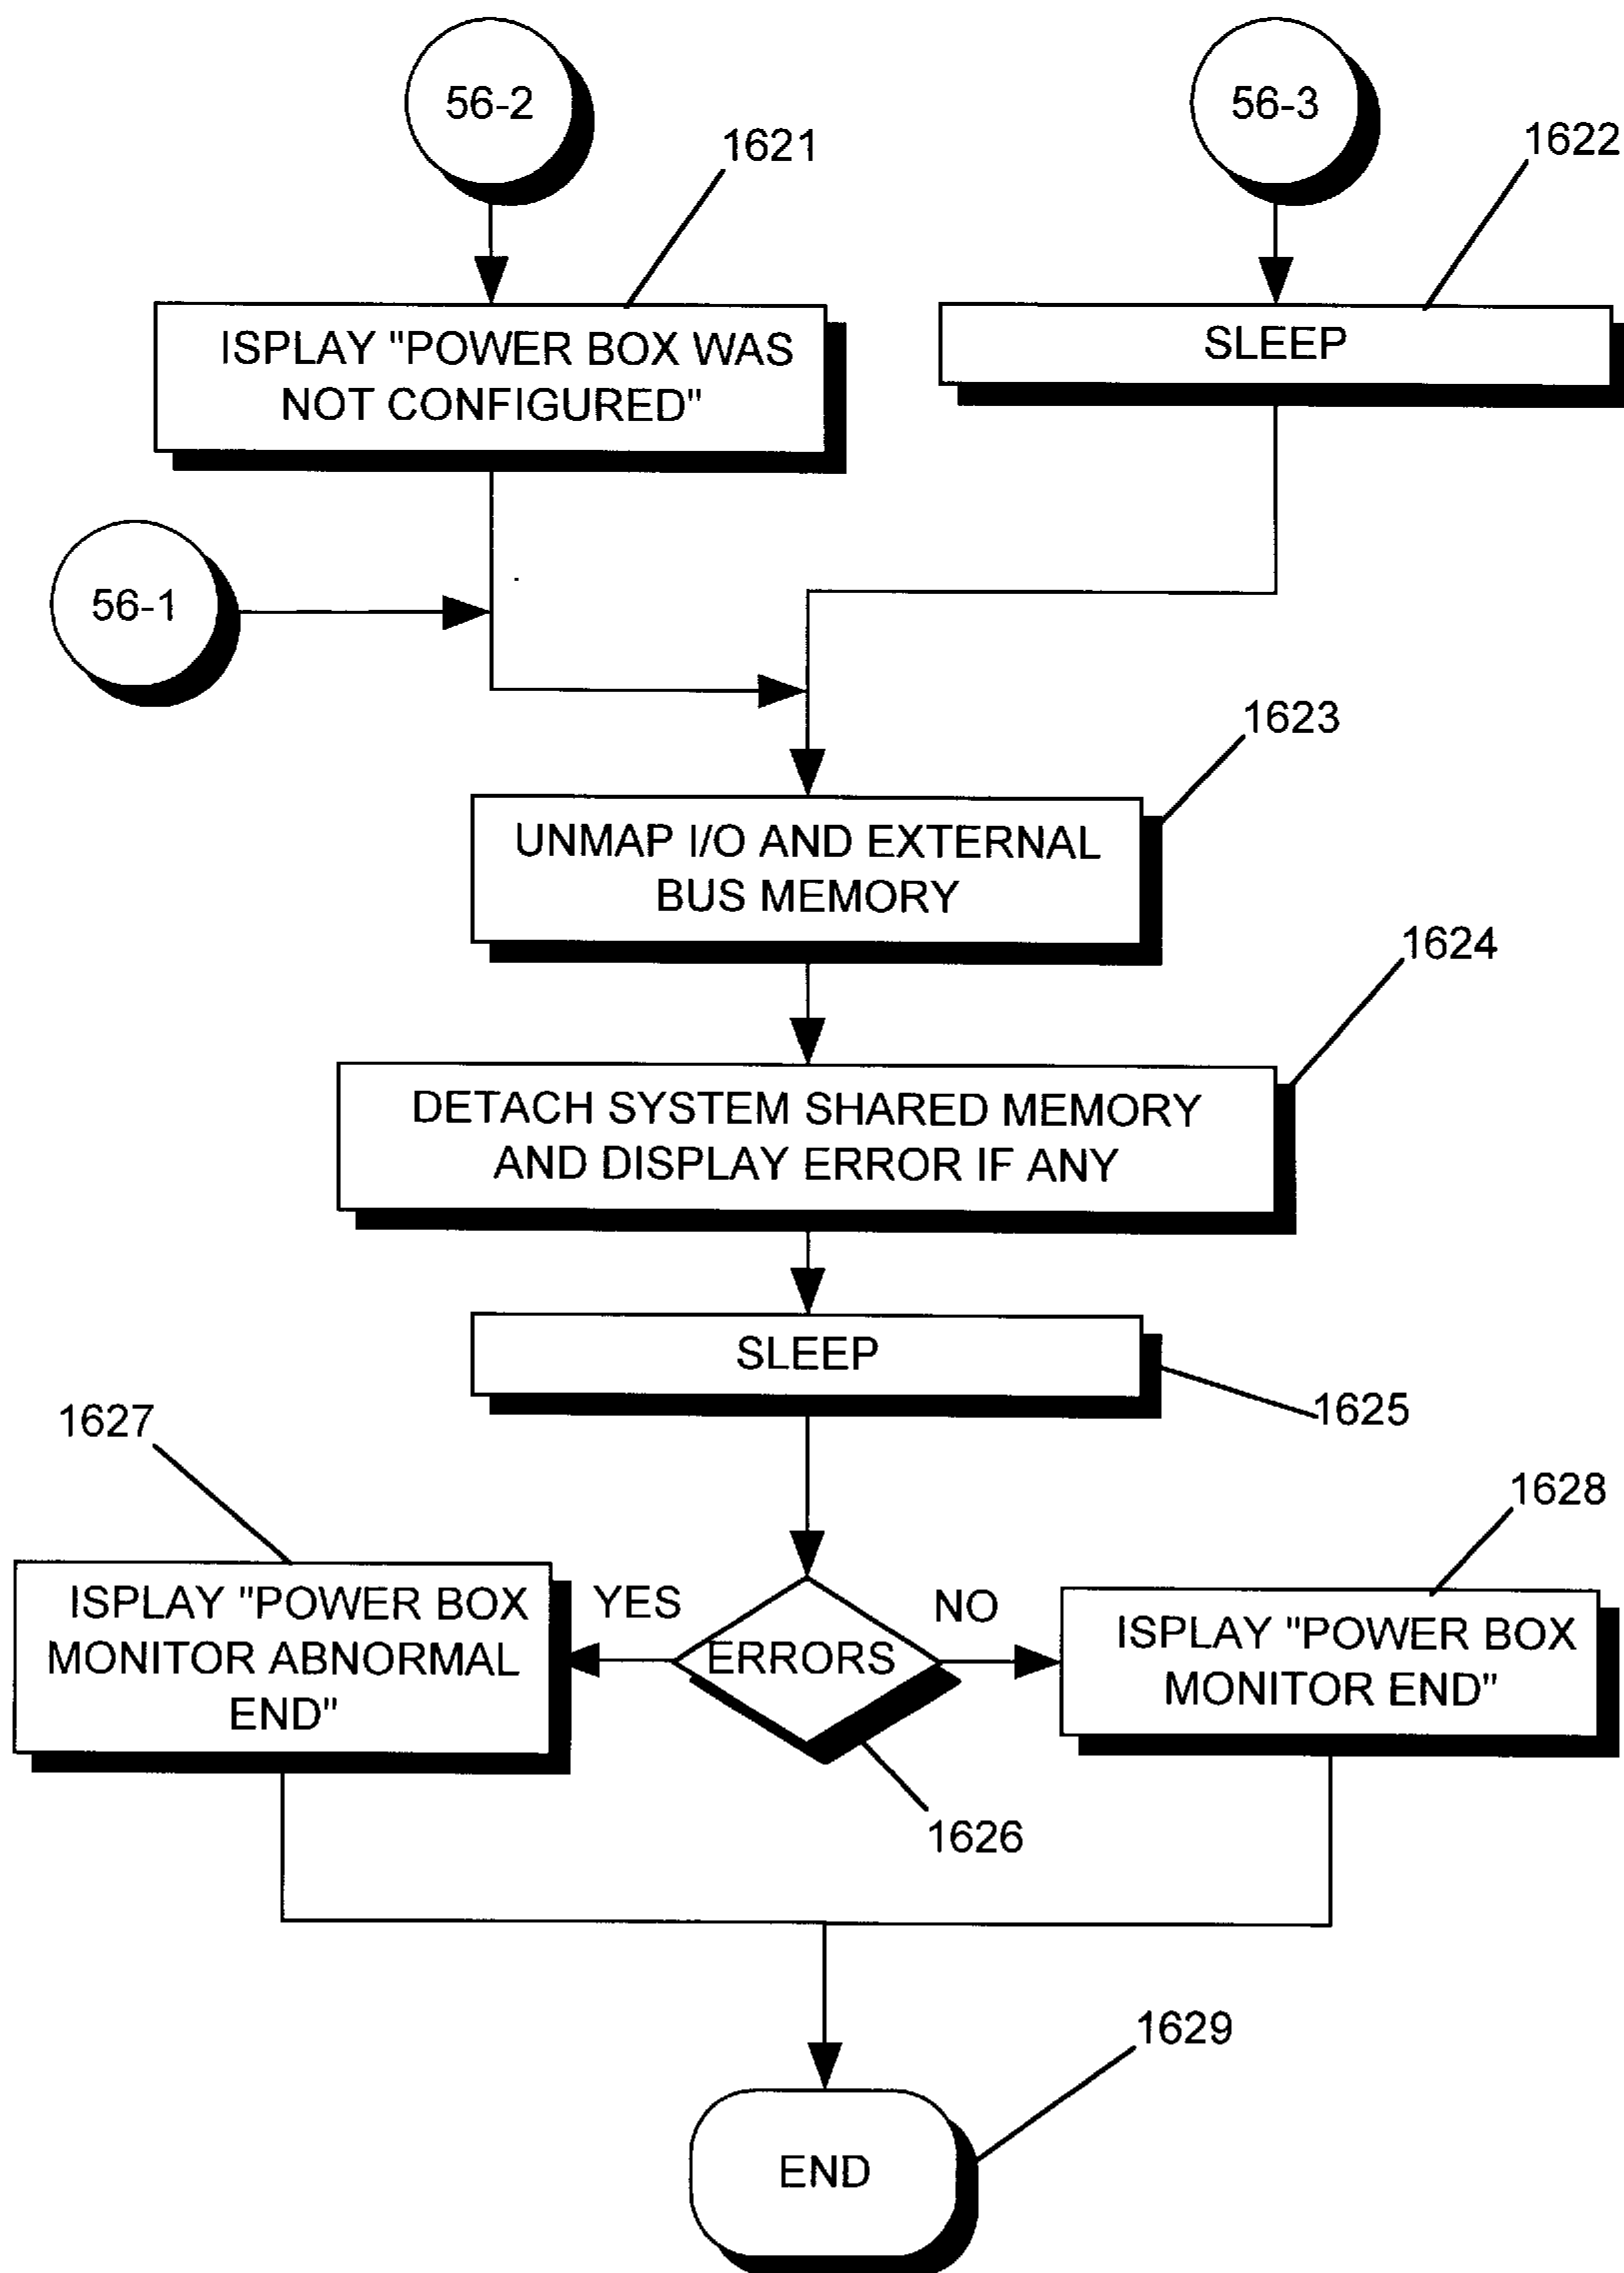 56-2
56-3
1621
1622
ISPLAY "POWER BOX WAS
NOT CONFIGURED"
SLEEP
56-1
1623
UNMAP I/O AND EXTERNAL
BUS MEMORY
1624
DETACH SYSTEM SHARED MEMORY
AND DISPLAY ERROR IF ANY
SLEEP
1625
1627
1628
ISPLAY "POWER BOX
MONITOR ABNORMAL
END"
YES
ERRORS
NO
ISPLAY "POWER BOX
MONITOR END"
1626
1629
END